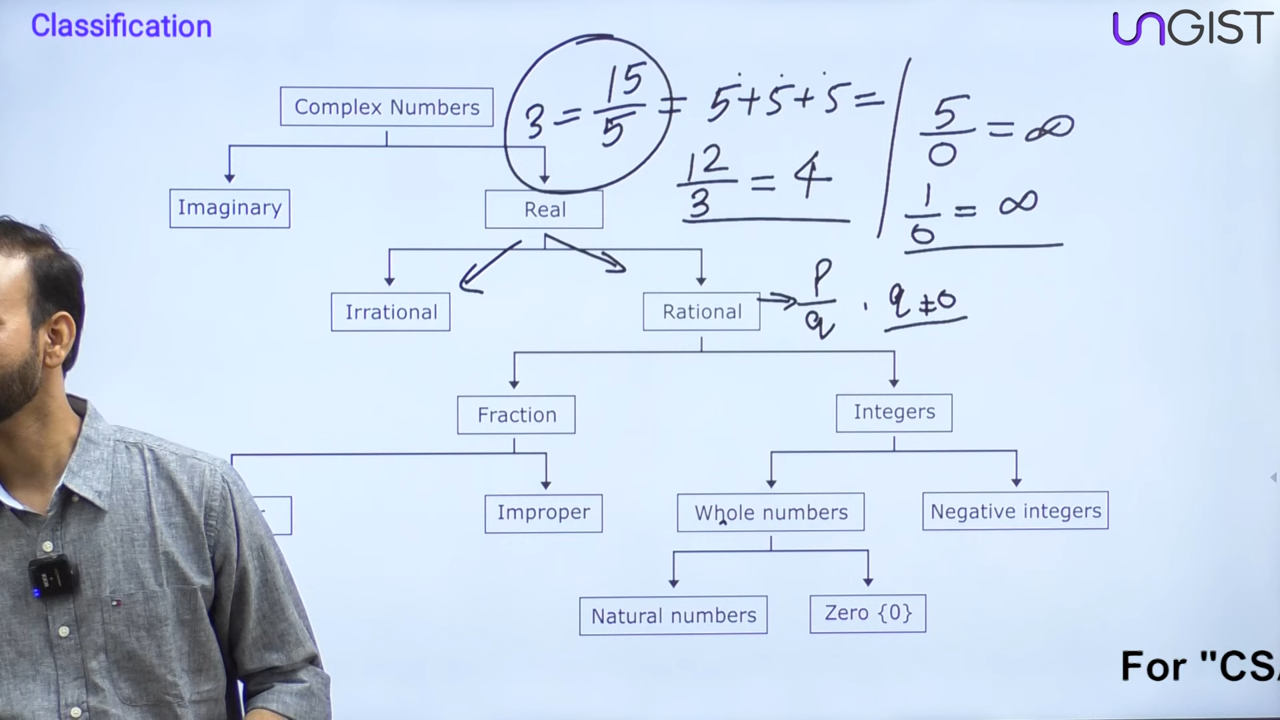 Classification
UNGIST
Complex Numbers
3 = 15/5 = 5+5+5 =
12/3 = 4
5/0 = ∞
1/0 = ∞
Imaginary
Real
Irrational
Rational
P/q . q ≠ 0
Fraction
Integers
Improper
Whole numbers
Negative integers
Natural numbers
Zero {0}
For "CSA